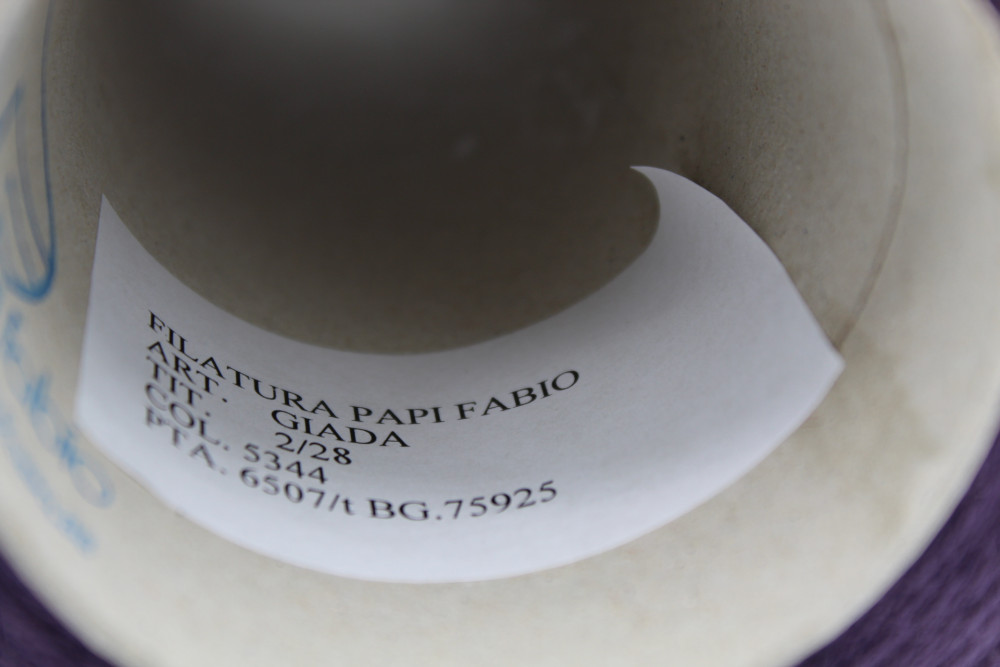 FILATURA PAPI FABIO
ART. GIADA
TIT. 2/28
COL. 5344
PTA. 6507/t BG.75925